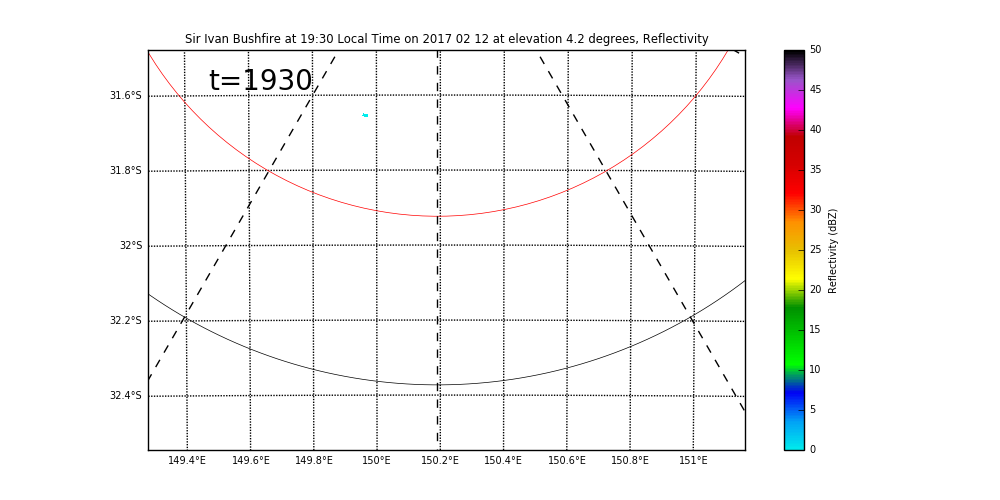 Sir Ivan Bushfire at 19:30 Local Time on 2017 02 12 at elevation 4.2 degrees, Reflectivity
t=1930
31.6°S
31.8°S
32°S
32.2°S
32.4°S
149.4°E 149.6°E 149.8°E 150°E 150.2°E 150.4°E 150.6°E 150.8°E 151°E
50
45
40
35
30
25
20
15
10
5
0
Reflectivity (dBZ)